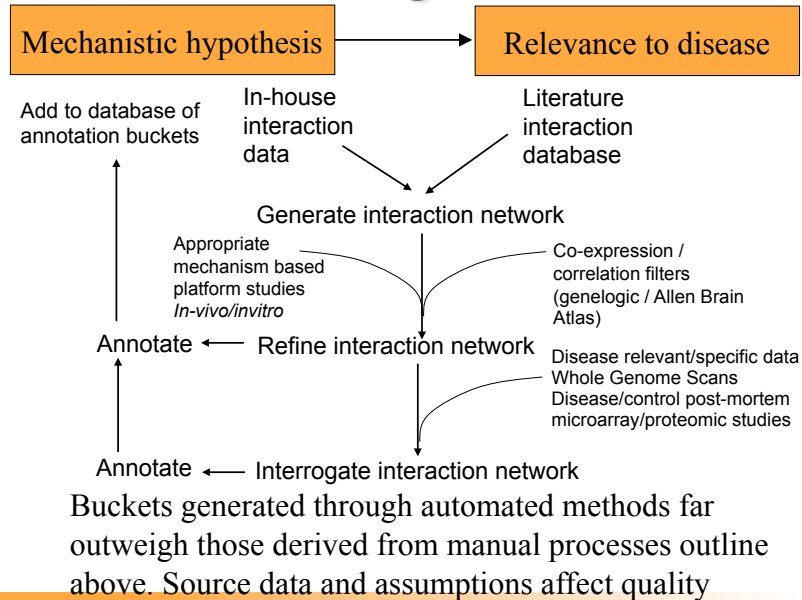 Mechanistic hypothesis
Relevance to disease
Add to database of
annotation buckets
In-house
interaction
data
Literature
interaction
database
Generate interaction network
Appropriate
mechanism based
platform studies
In-vivo/invitro
Co-expression /
correlation filters
(genelogic / Allen Brain
Atlas)
Annotate
Refine interaction network
Disease relevant/specific data
Whole Genome Scans
Disease/control post-mortem
microarray/proteomic studies
Annotate
Interrogate interaction network
Buckets generated through automated methods far
outweigh those derived from manual processes outline
above. Source data and assumptions affect quality